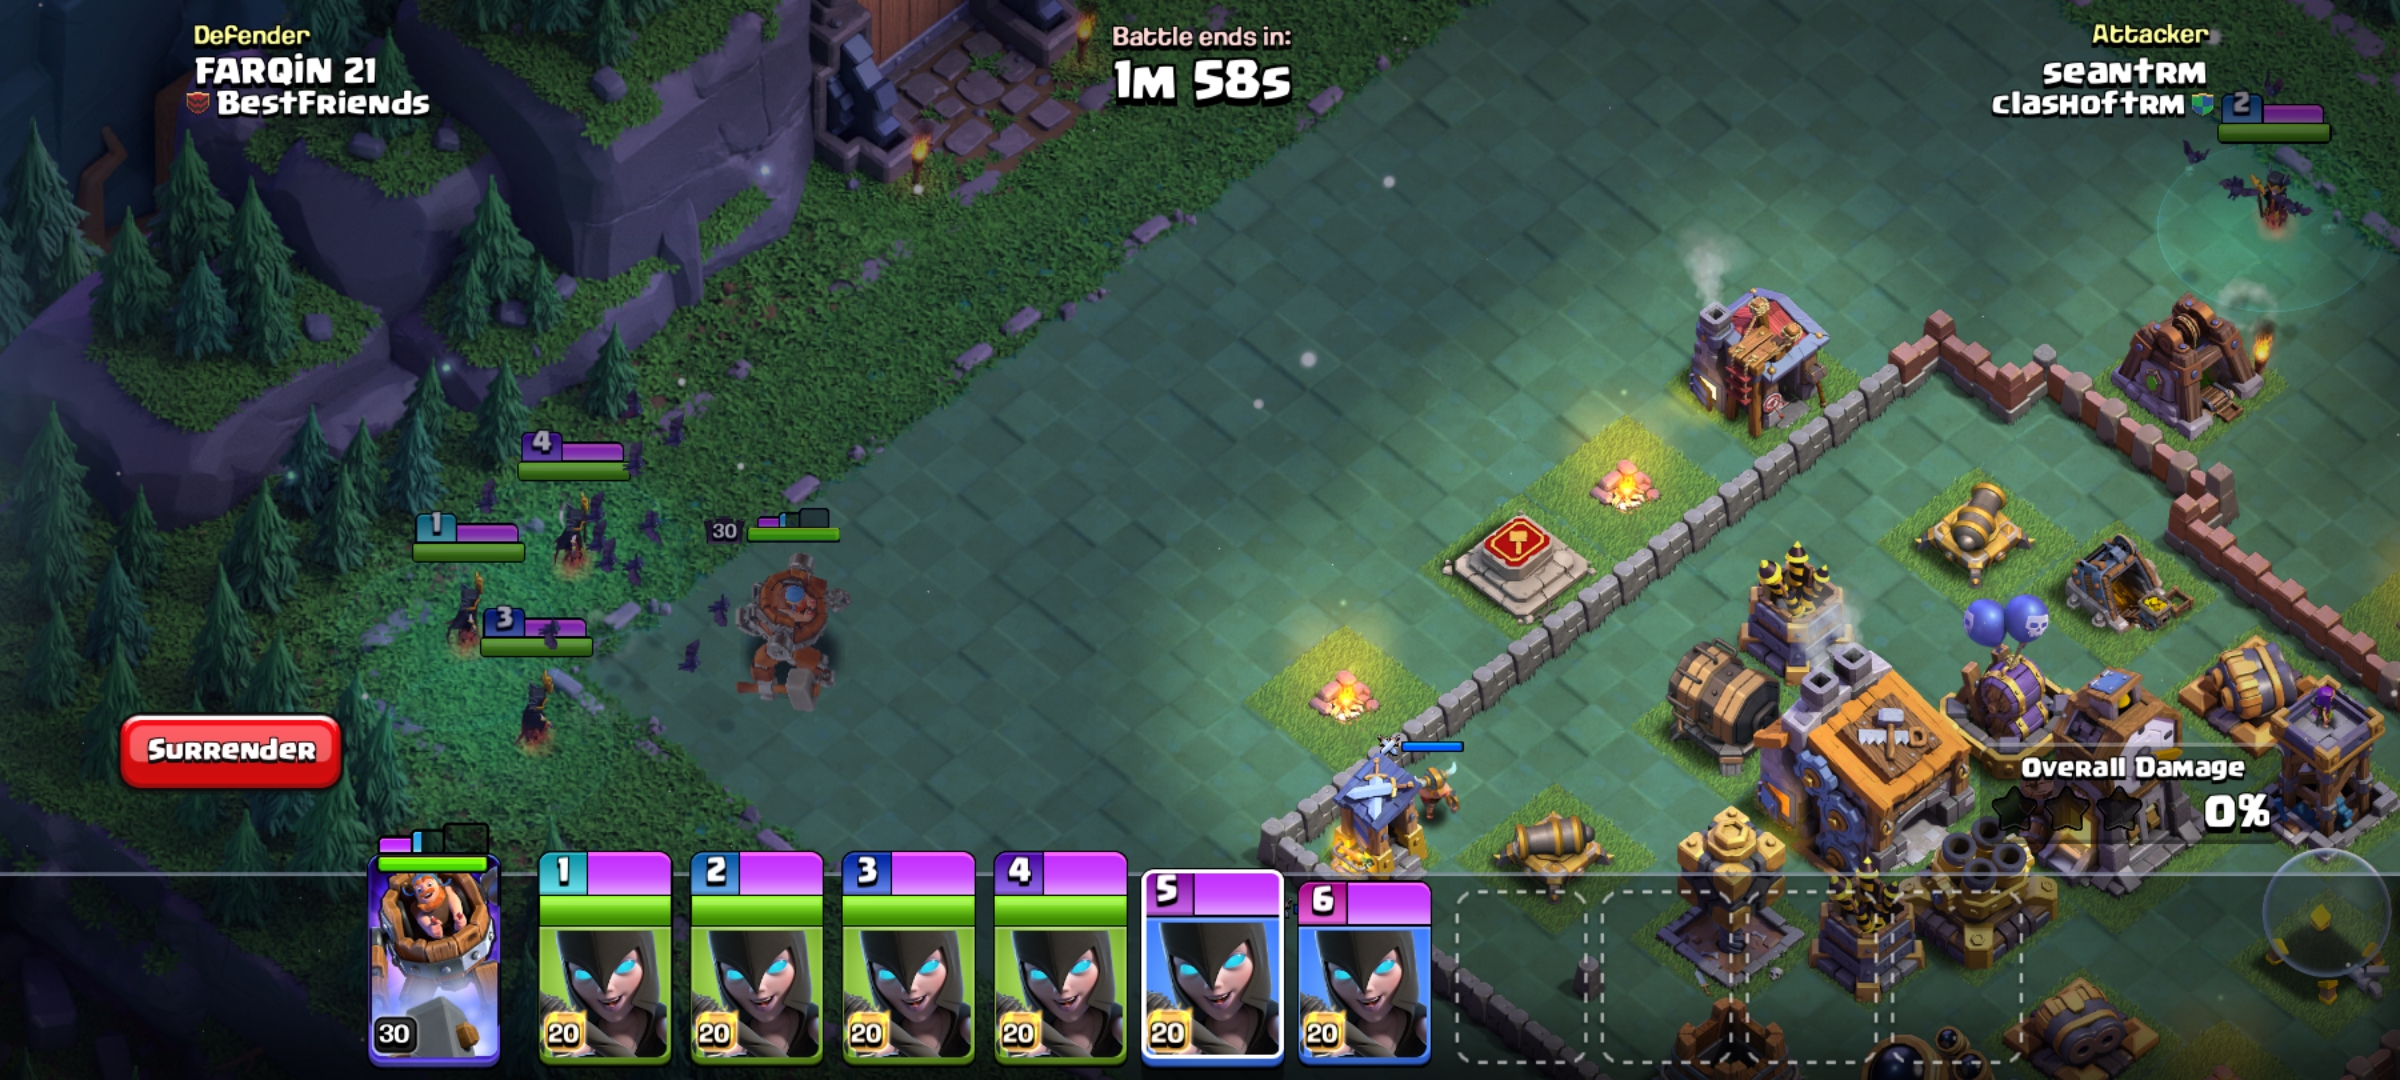 Defender
FARQiN 21
BestFriends
Battle ends in:
1M 58s
Attacker
seantRM
clashoftRM
2
4
1
30
3
Surrender
Overall Damage
0%
30
1
20
2
20
3
20
4
20
5
20
6
20